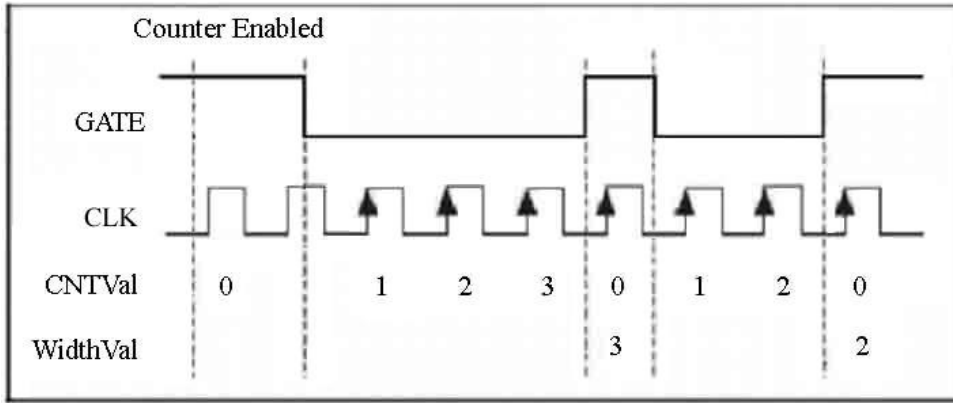 Counter Enabled
GATE
CLK
CNTVal 0 1 2 3 0 1 2 0
WidthVal 3 2